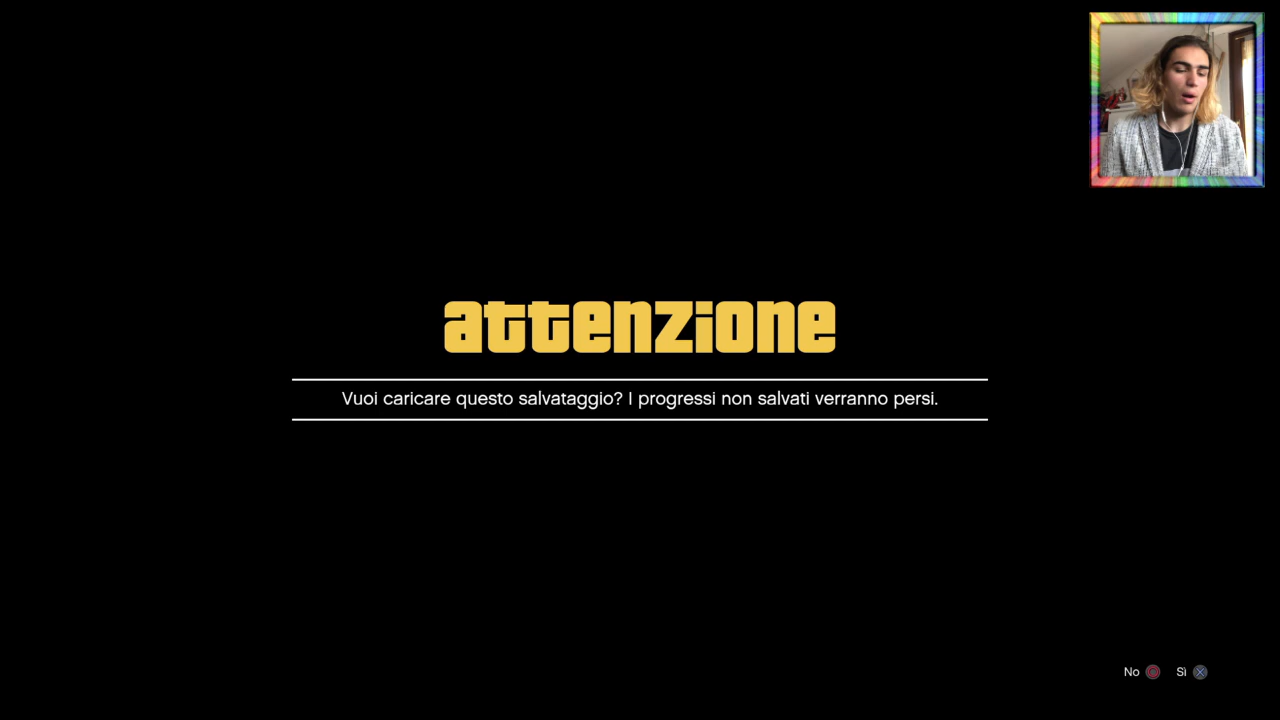 attenzione
Vuoi caricare questo salvataggio? I progressi non salvati verranno persi.
No Sì